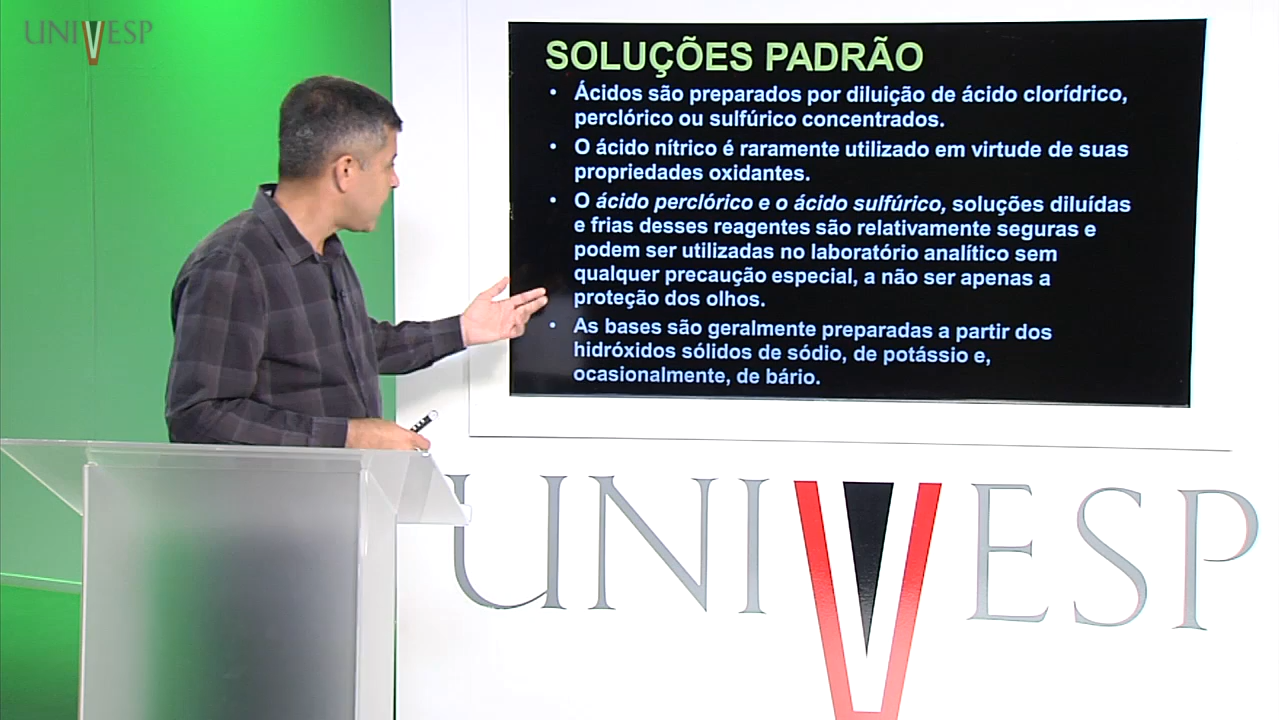 UNIVESP
SOLUÇÕES PADRÃO
• Ácidos são preparados por diluição de ácido clorídrico,
perclórico ou sulfúrico concentrados.
• O ácido nítrico é raramente utilizado em virtude de suas
propriedades oxidantes.
• O ácido perclórico e o ácido sulfúrico, soluções diluídas
e frias desses reagentes são relativamente seguras e
podem ser utilizadas no laboratório analítico sem
qualquer precaução especial, a não ser apenas a
proteção dos olhos.
• As bases são geralmente preparadas a partir dos
hidróxidos sólidos de sódio, de potássio e,
ocasionalmente, de bário.
UNIVESP